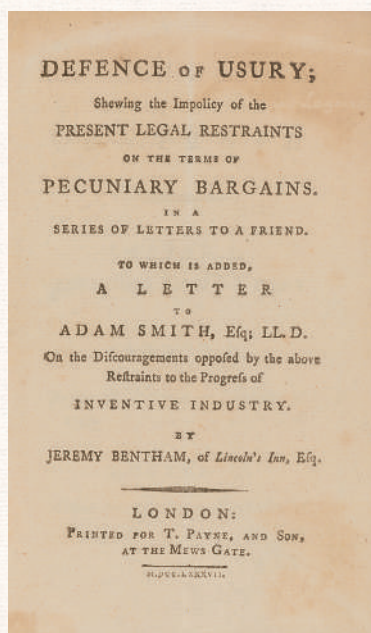 DEFENCE OF USURY;
Shewing the Impolicy of the
PRESENT LEGAL RESTRAINTS
ON THE TERMS OF
PECUNIARY BARGAINS.
IN A
SERIES OF LETTERS TO A FRIEND.
TO WHICH IS ADDED,
A LETTER
TO
ADAM SMITH, Eſq; LL.D.
On the Diſcouragements oppoſed by the above
Reſtraints to the Progreſs of
INVENTIVE INDUSTRY.
BY
JEREMY BENTHAM, of Lincoln's Inn, Eſq.
LONDON:
PRINTED FOR T. PAYNE, AND SON,
AT THE MEWS GATE.
M.DCC.LXXXVII.